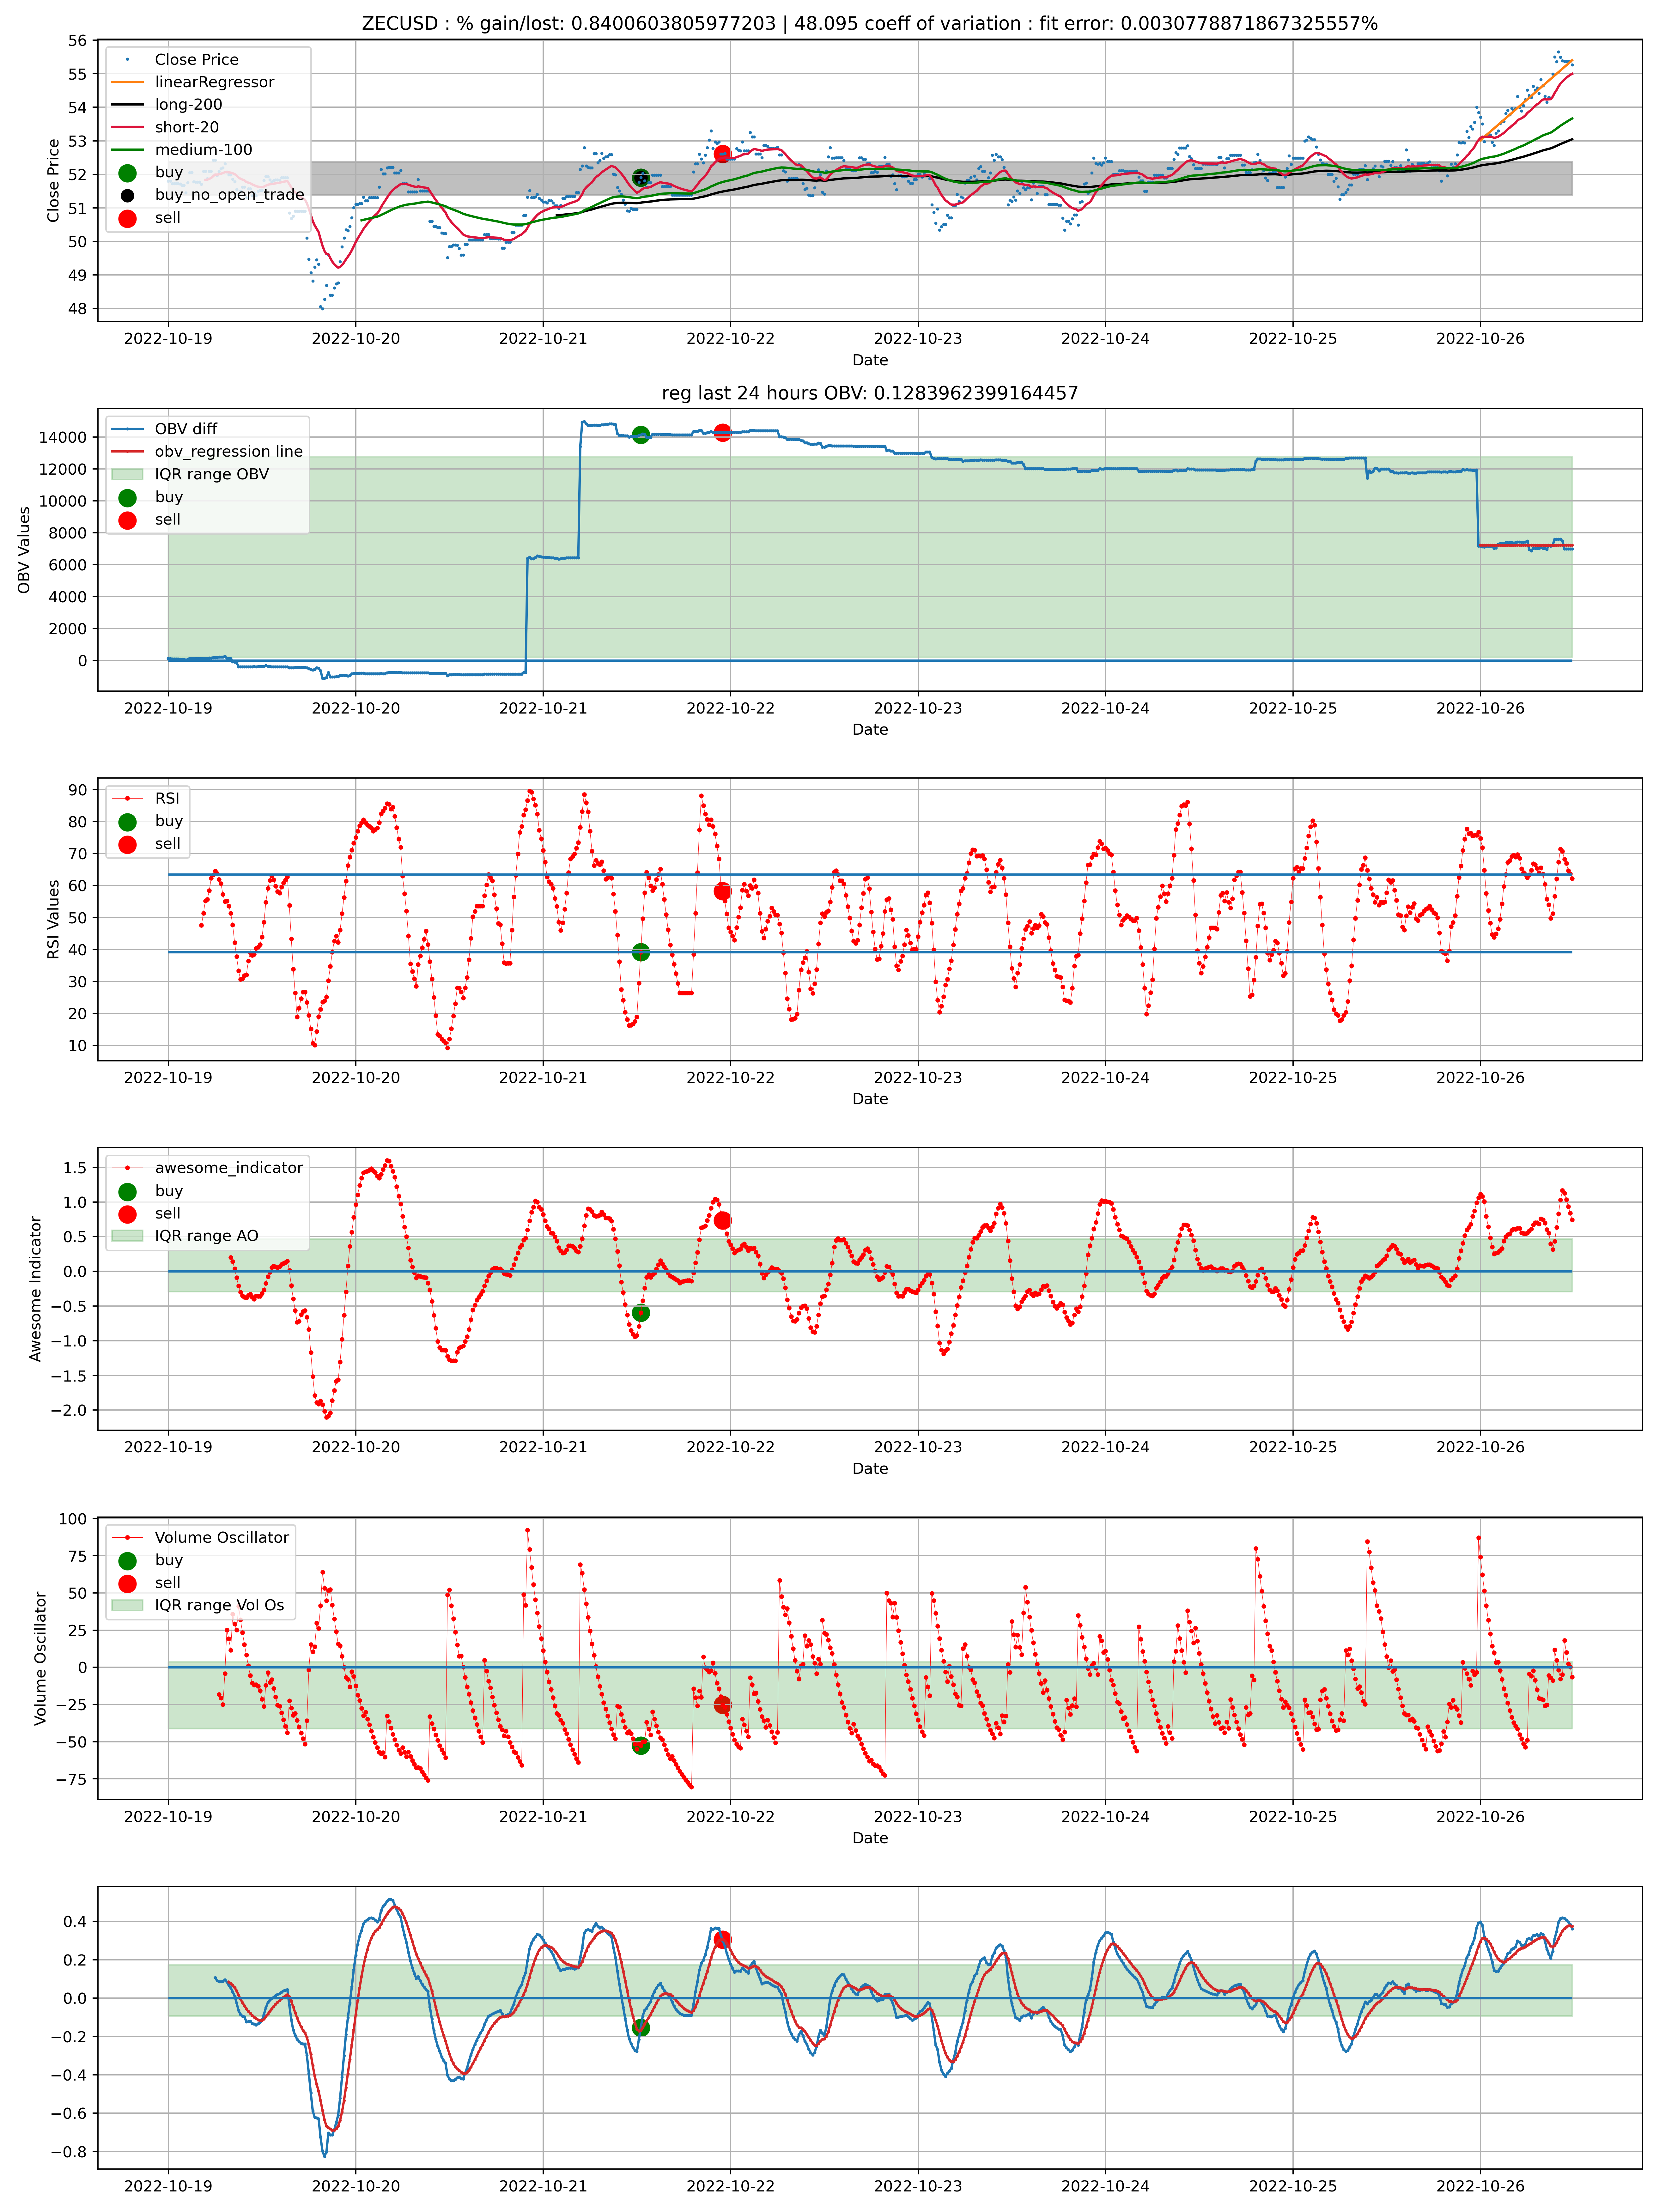 ZECUSD : % gain/lost: 0.8400603805977203 | 48.095 coeff of variation : fit error: 0.0030778871867325557%
56
55
54
53
52
51
50
49
48
Close Price
Close Price
linearRegressor
long-200
short-20
medium-100
buy
buy_no_open_trade
sell
2022-10-19 2022-10-20 2022-10-21 2022-10-22 2022-10-23 2022-10-24 2022-10-25 2022-10-26
Date
reg last 24 hours OBV: 0.1283962399164457
14000
12000
10000
8000
6000
4000
2000
0
OBV Values
OBV diff
obv_regression line
IQR range OBV
buy
sell
2022-10-19 2022-10-20 2022-10-21 2022-10-22 2022-10-23 2022-10-24 2022-10-25 2022-10-26
Date
90
80
70
60
50
40
30
20
10
RSI Values
RSI
buy
sell
2022-10-19 2022-10-20 2022-10-21 2022-10-22 2022-10-23 2022-10-24 2022-10-25 2022-10-26
Date
1.5
1.0
0.5
0.0
−0.5
−1.0
−1.5
−2.0
Awesome Indicator
awesome_indicator
buy
sell
IQR range AO
2022-10-19 2022-10-20 2022-10-21 2022-10-22 2022-10-23 2022-10-24 2022-10-25 2022-10-26
Date
100
75
50
25
0
−25
−50
−75
Volume Oscillator
Volume Oscillator
buy
sell
IQR range Vol Os
2022-10-19 2022-10-20 2022-10-21 2022-10-22 2022-10-23 2022-10-24 2022-10-25 2022-10-26
Date
0.4
0.2
0.0
−0.2
−0.4
−0.6
−0.8
2022-10-19 2022-10-20 2022-10-21 2022-10-22 2022-10-23 2022-10-24 2022-10-25 2022-10-26